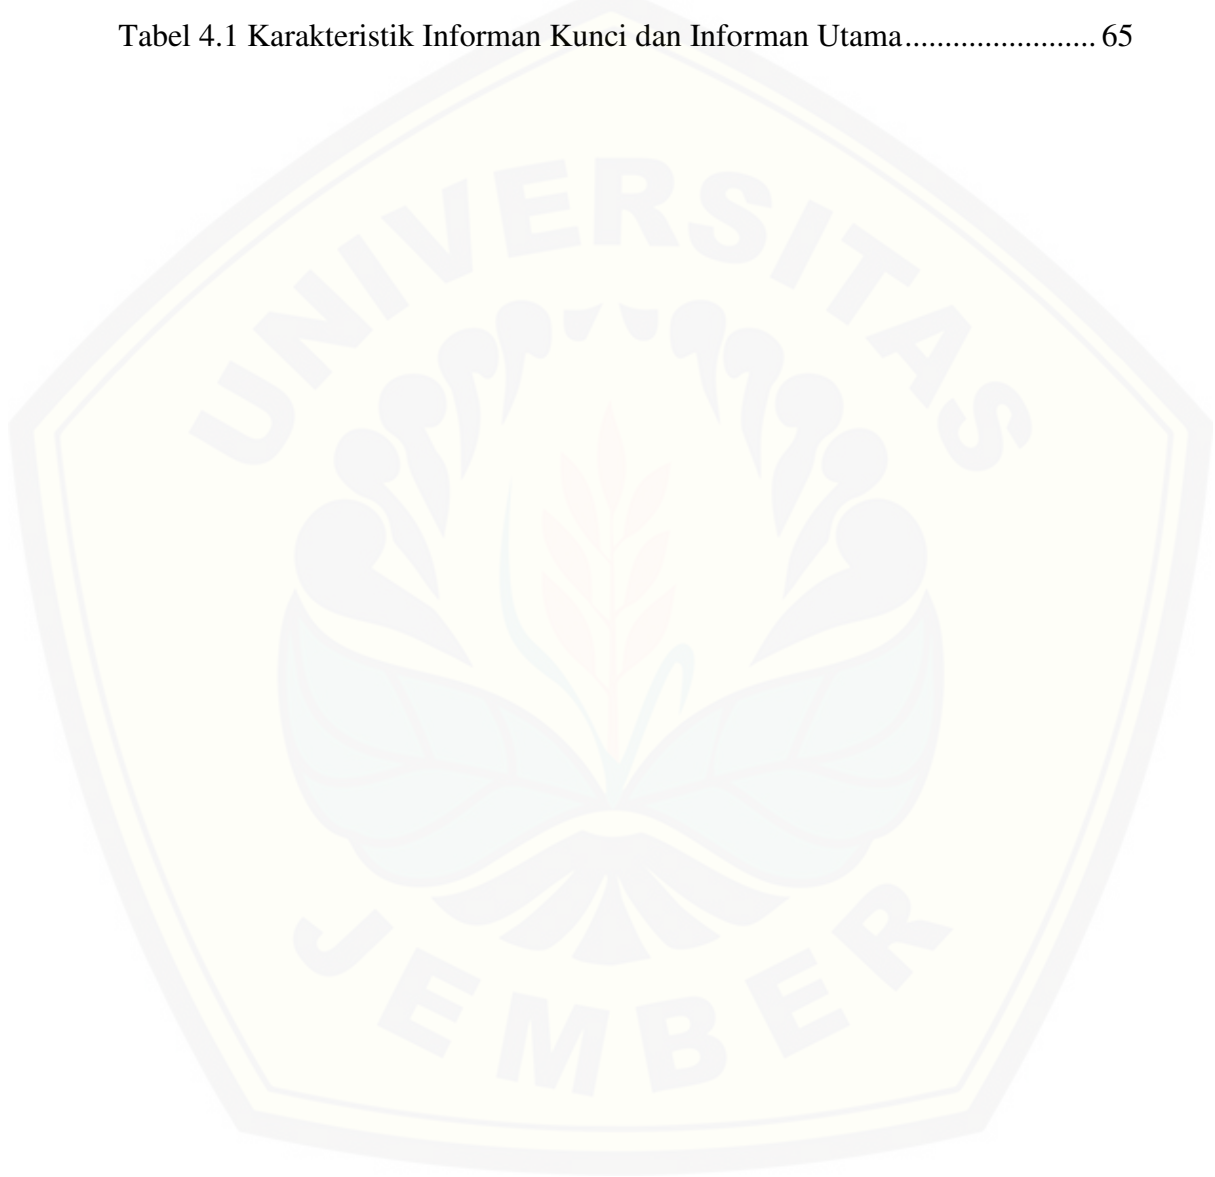 Tabel 4.1 Karakteristik Informan Kunci dan Informan Utama........................ 65
UNIVERSITAS
JEMBER